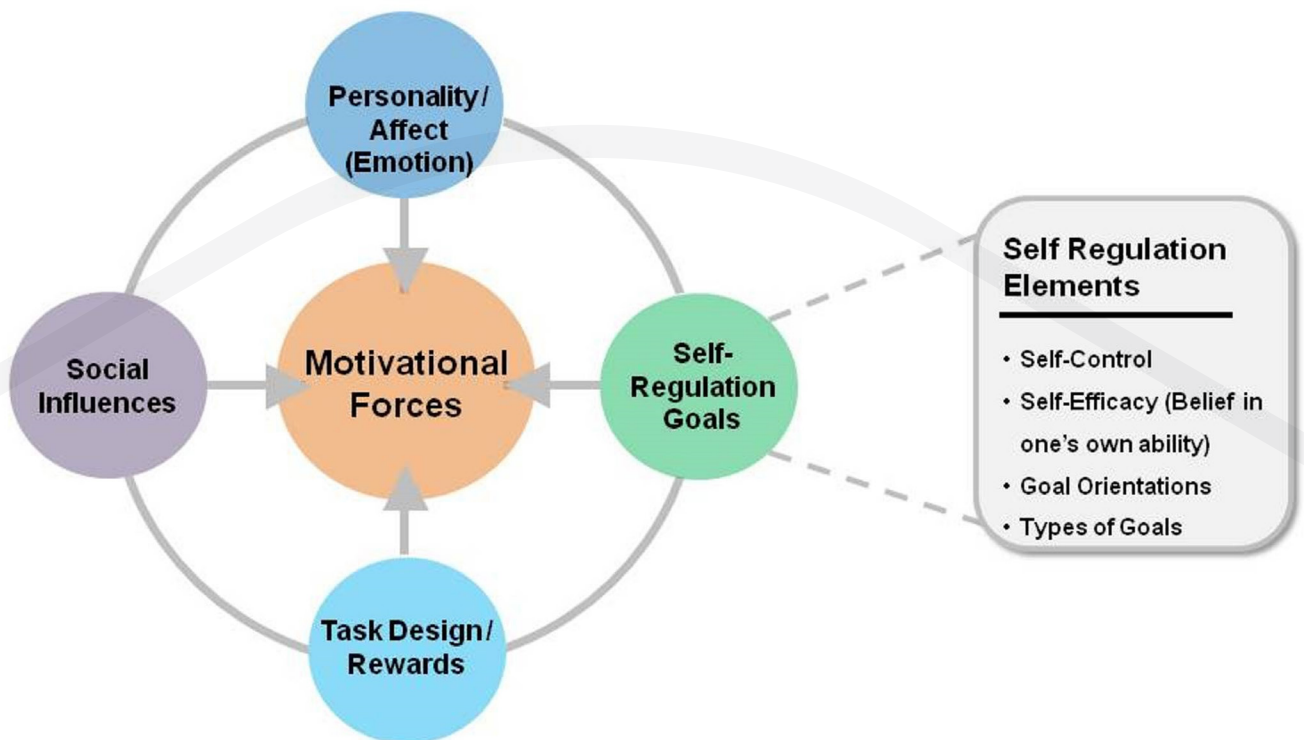 Personality/
Affect
(Emotion)
Social
Influences
Motivational
Forces
Self-
Regulation
Goals
Task Design/
Rewards
Self Regulation
Elements
• Self-Control
• Self-Efficacy (Belief in
one's own ability)
• Goal Orientations
• Types of Goals